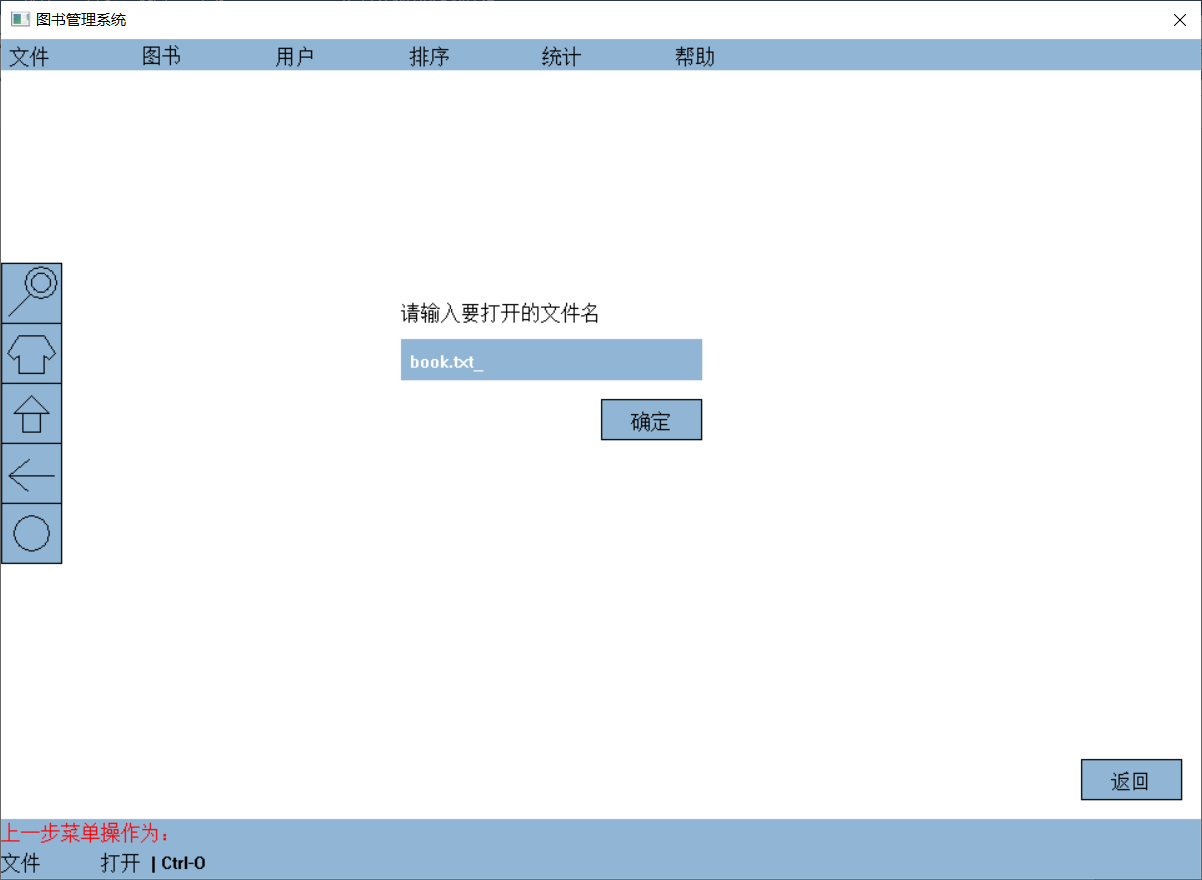 图书管理系统
文件 图书 用户 排序 统计 帮助
请输入要打开的文件名
book.txt_
确定
返回
上一步菜单操作为:
文件 打开 | Ctrl-O